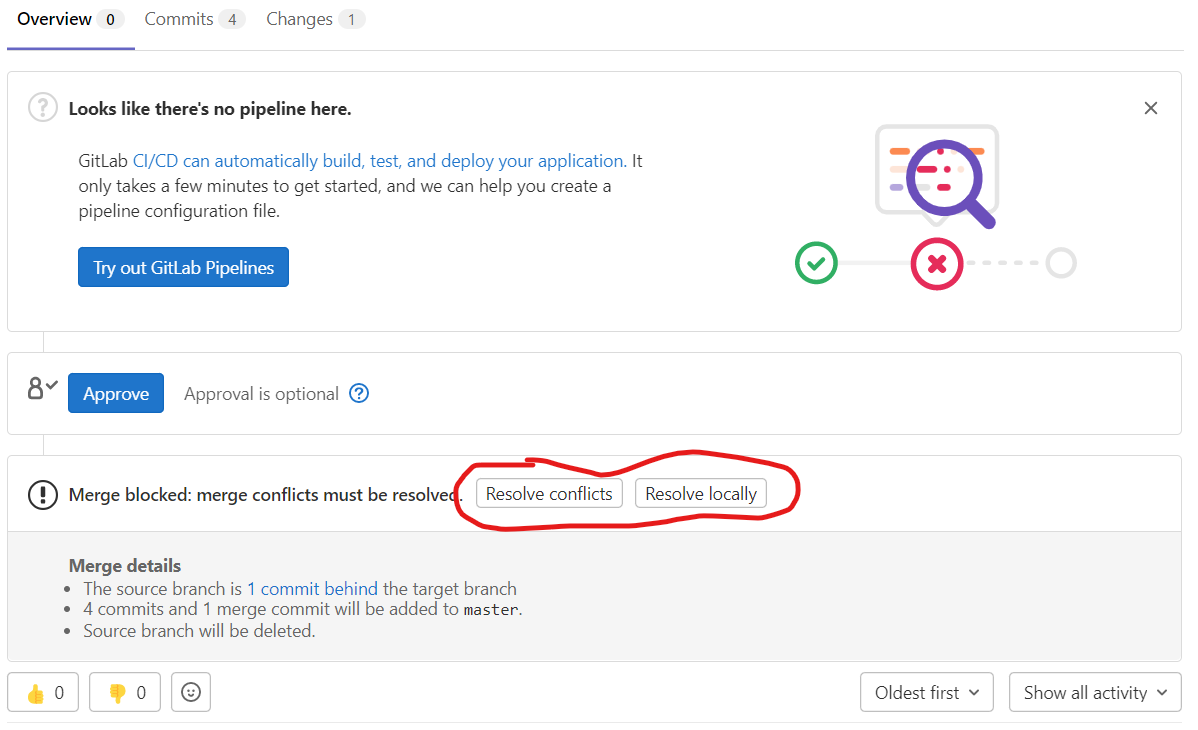 Overview 0 Commits 4 Changes 1
Looks like there's no pipeline here.
GitLab CI/CD can automatically build, test, and deploy your application. It
only takes a few minutes to get started, and we can help you create a
pipeline configuration file.
Try out GitLab Pipelines
Approve Approval is optional
Merge blocked: merge conflicts must be resolved. Resolve conflicts Resolve locally
Merge details
• The source branch is 1 commit behind the target branch
• 4 commits and 1 merge commit will be added to master.
• Source branch will be deleted.
👍 0 👎 0 Oldest first Show all activity